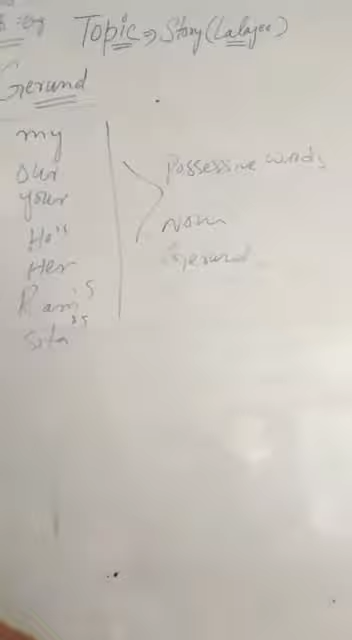 Topic → Story (Lalajee)
Gerund
my
our
your
His
Her
Ram's
Sita's
Possessive words
Noun
Gerund